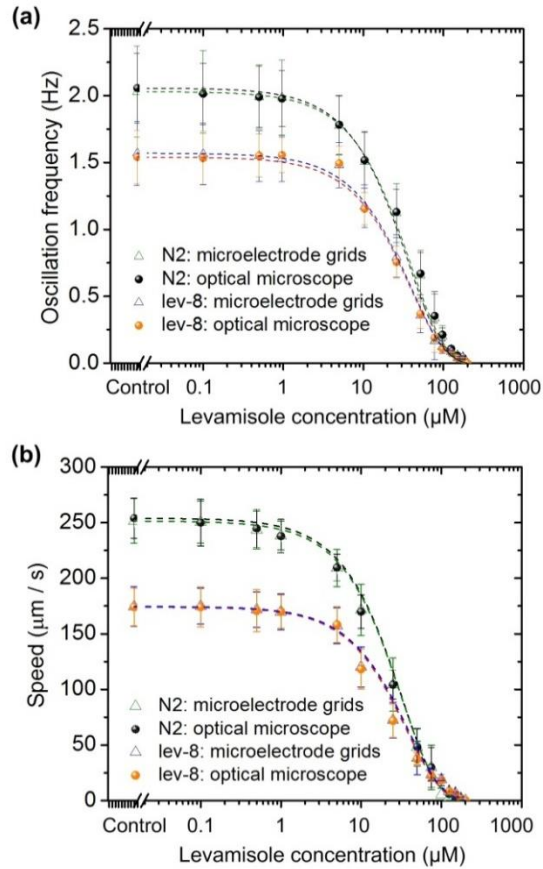 (a)
2.5
2.0
1.5
1.0
0.5
0.0
Oscillation frequency (Hz)
N2: microelectrode grids
N2: optical microscope
lev-8: microelectrode grids
lev-8: optical microscope
Control 0.1 1 10 100 1000
Levamisole concentration (µM)
(b)
300
250
200
150
100
50
0
Speed (µm / s)
N2: microelectrode grids
N2: optical microscope
lev-8: microelectrode grids
lev-8: optical microscope
Control 0.1 1 10 100 1000
Levamisole concentration (µM)